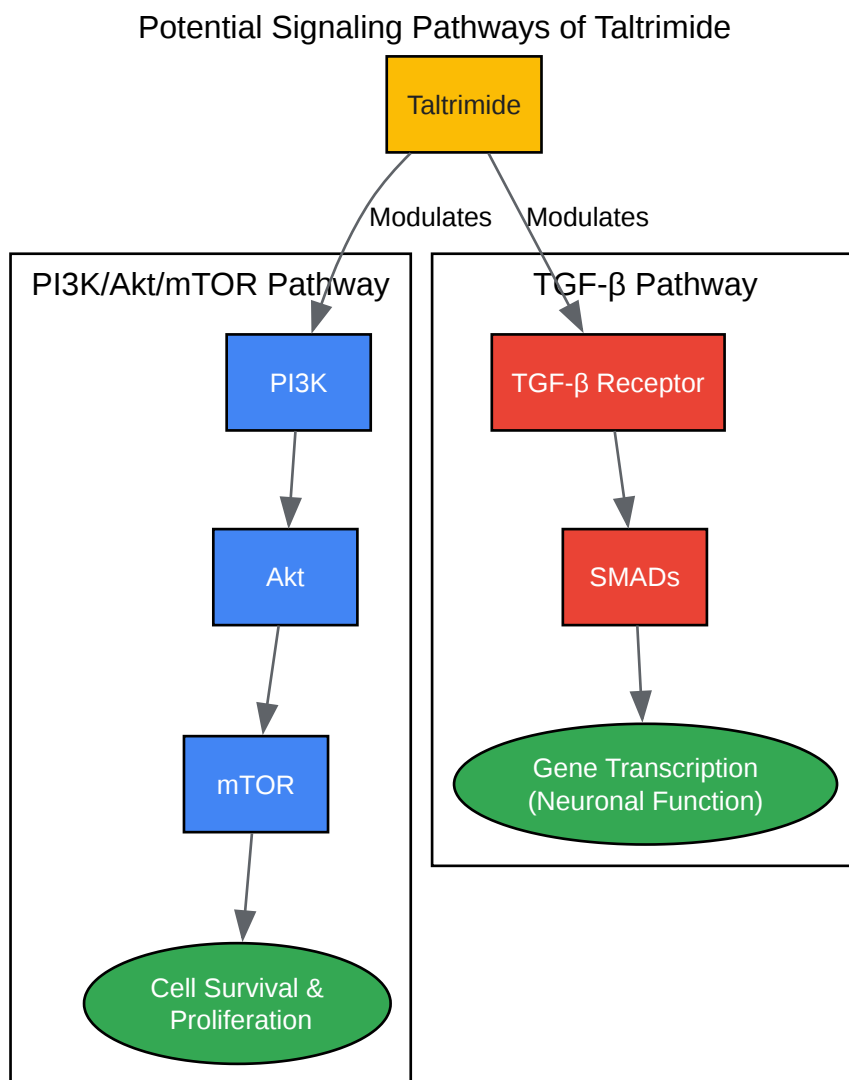 Potential Signaling Pathways of Taltrimide
Taltrimide
Modulates
Modulates
PI3K/Akt/mTOR Pathway
PI3K
Akt
mTOR
Cell Survival &
Proliferation
TGF-β Pathway
TGF-β Receptor
SMADs
Gene Transcription
(Neuronal Function)